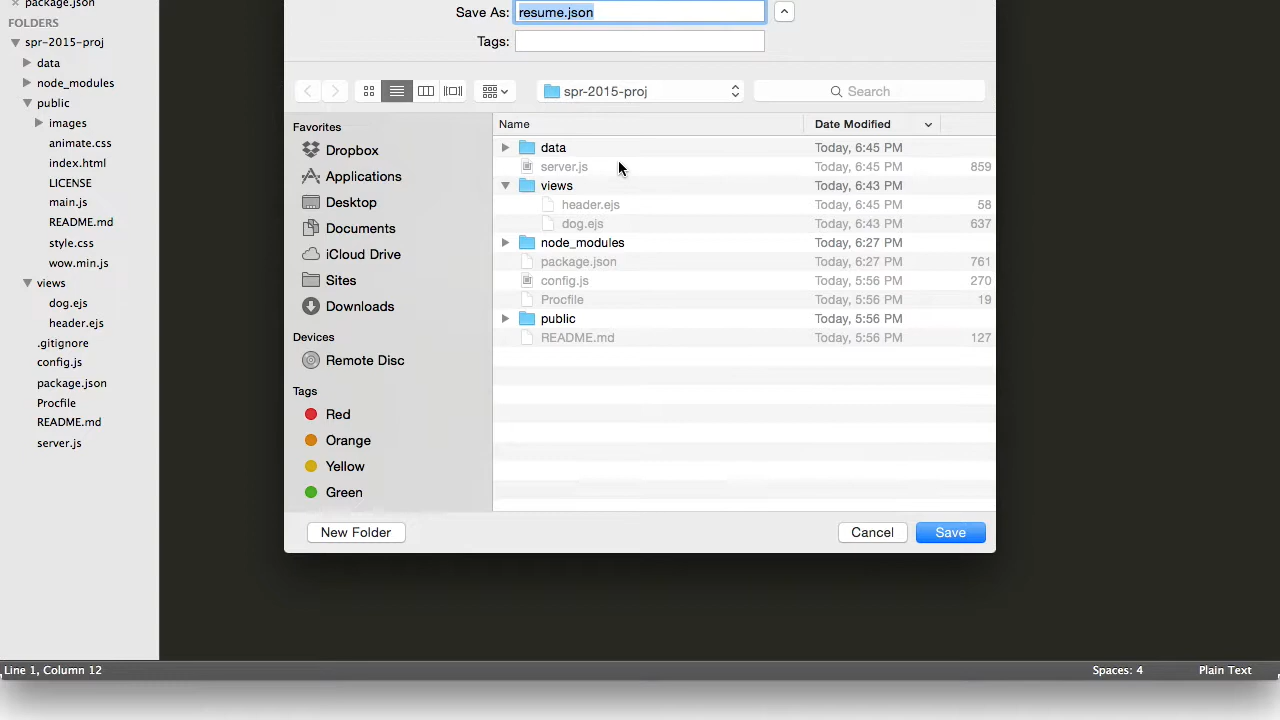 package.json
FOLDERS
spr-2015-proj
data
node_modules
public
images
animate.css
index.html
LICENSE
main.js
README.md
style.css
wow.min.js
views
dog.ejs
header.ejs
.gitignore
config.js
package.json
Procfile
README.md
server.js
Save As: resume.json
Tags:
spr-2015-proj
Search
Favorites
Dropbox
Applications
Desktop
Documents
iCloud Drive
Sites
Downloads
Devices
Remote Disc
Tags
Red
Orange
Yellow
Green
Name Date Modified
data Today, 6:45 PM
server.js Today, 6:45 PM 859
views Today, 6:43 PM
header.ejs Today, 6:45 PM 58
dog.ejs Today, 6:43 PM 637
node_modules Today, 6:27 PM
package.json Today, 6:27 PM 761
config.js Today, 5:56 PM 270
Procfile Today, 5:56 PM 19
public Today, 5:56 PM
README.md Today, 5:56 PM 127
New Folder Cancel Save
Line 1, Column 12 Spaces: 4 Plain Text